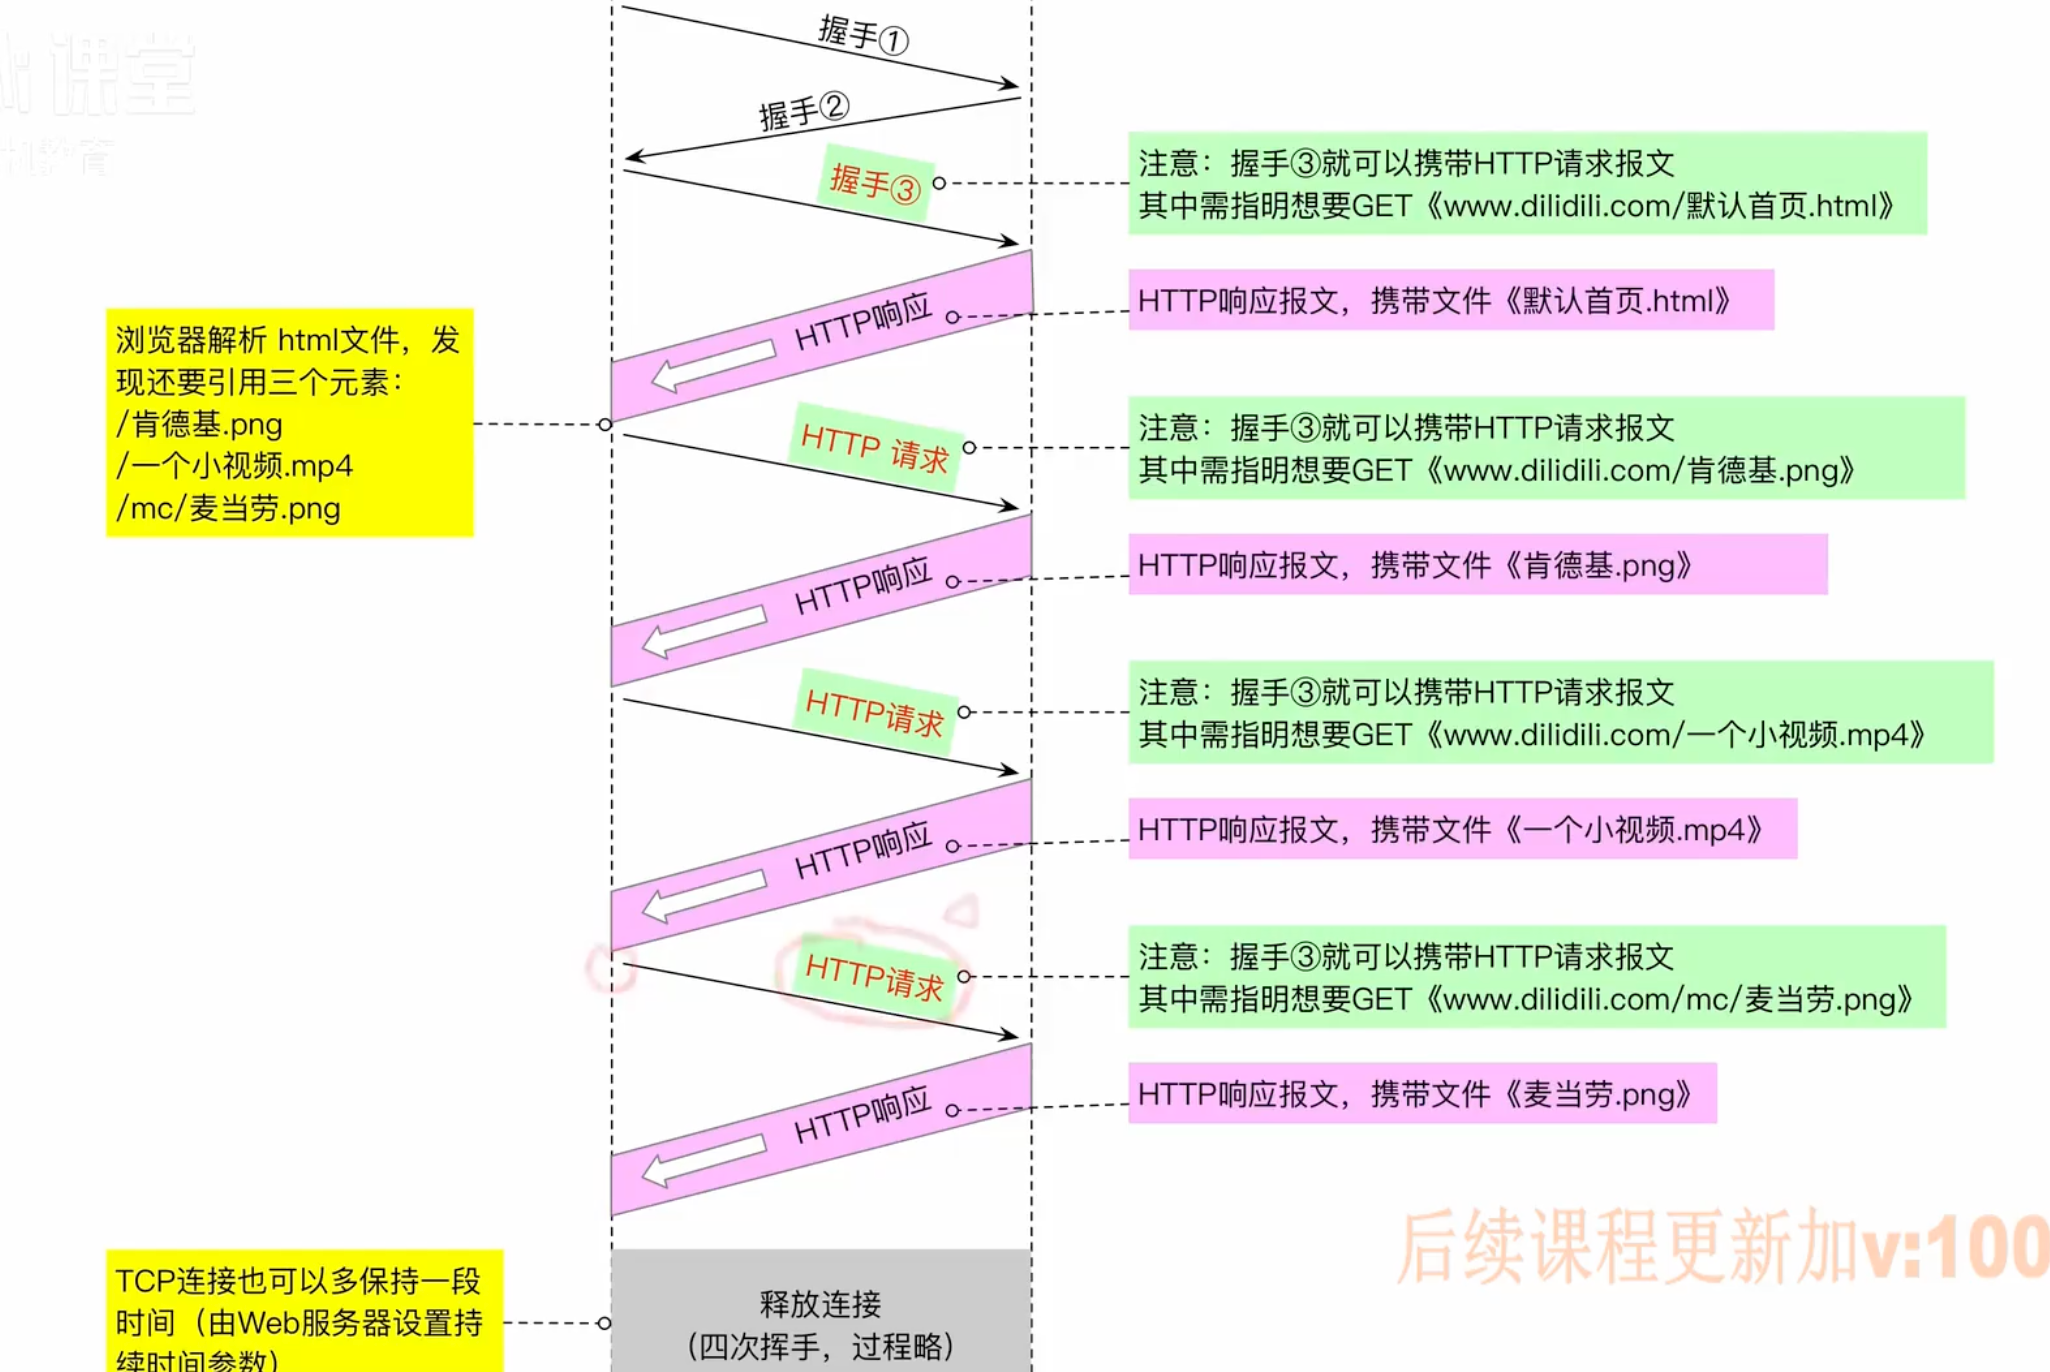 课堂
握手①
握手②
握手③
注意：握手③就可以携带HTTP请求报文
其中需指明想要GET《www.dilidili.com/默认首页.html》
HTTP响应
HTTP响应报文，携带文件《默认首页.html》
浏览器解析 html文件，发
现还要引用三个元素：
/肯德基.png
/一个小视频.mp4
/mc/麦当劳.png
HTTP 请求
注意：握手③就可以携带HTTP请求报文
其中需指明想要GET《www.dilidili.com/肯德基.png》
HTTP响应
HTTP响应报文，携带文件《肯德基.png》
HTTP请求
注意：握手③就可以携带HTTP请求报文
其中需指明想要GET《www.dilidili.com/一个小视频.mp4》
HTTP响应
HTTP响应报文，携带文件《一个小视频.mp4》
HTTP请求
注意：握手③就可以携带HTTP请求报文
其中需指明想要GET《www.dilidili.com/mc/麦当劳.png》
HTTP响应
HTTP响应报文，携带文件《麦当劳.png》
后续课程更新加v:100
TCP连接也可以多保持一段
时间（由Web服务器设置持
续时间参数）
释放连接
（四次挥手，过程略）